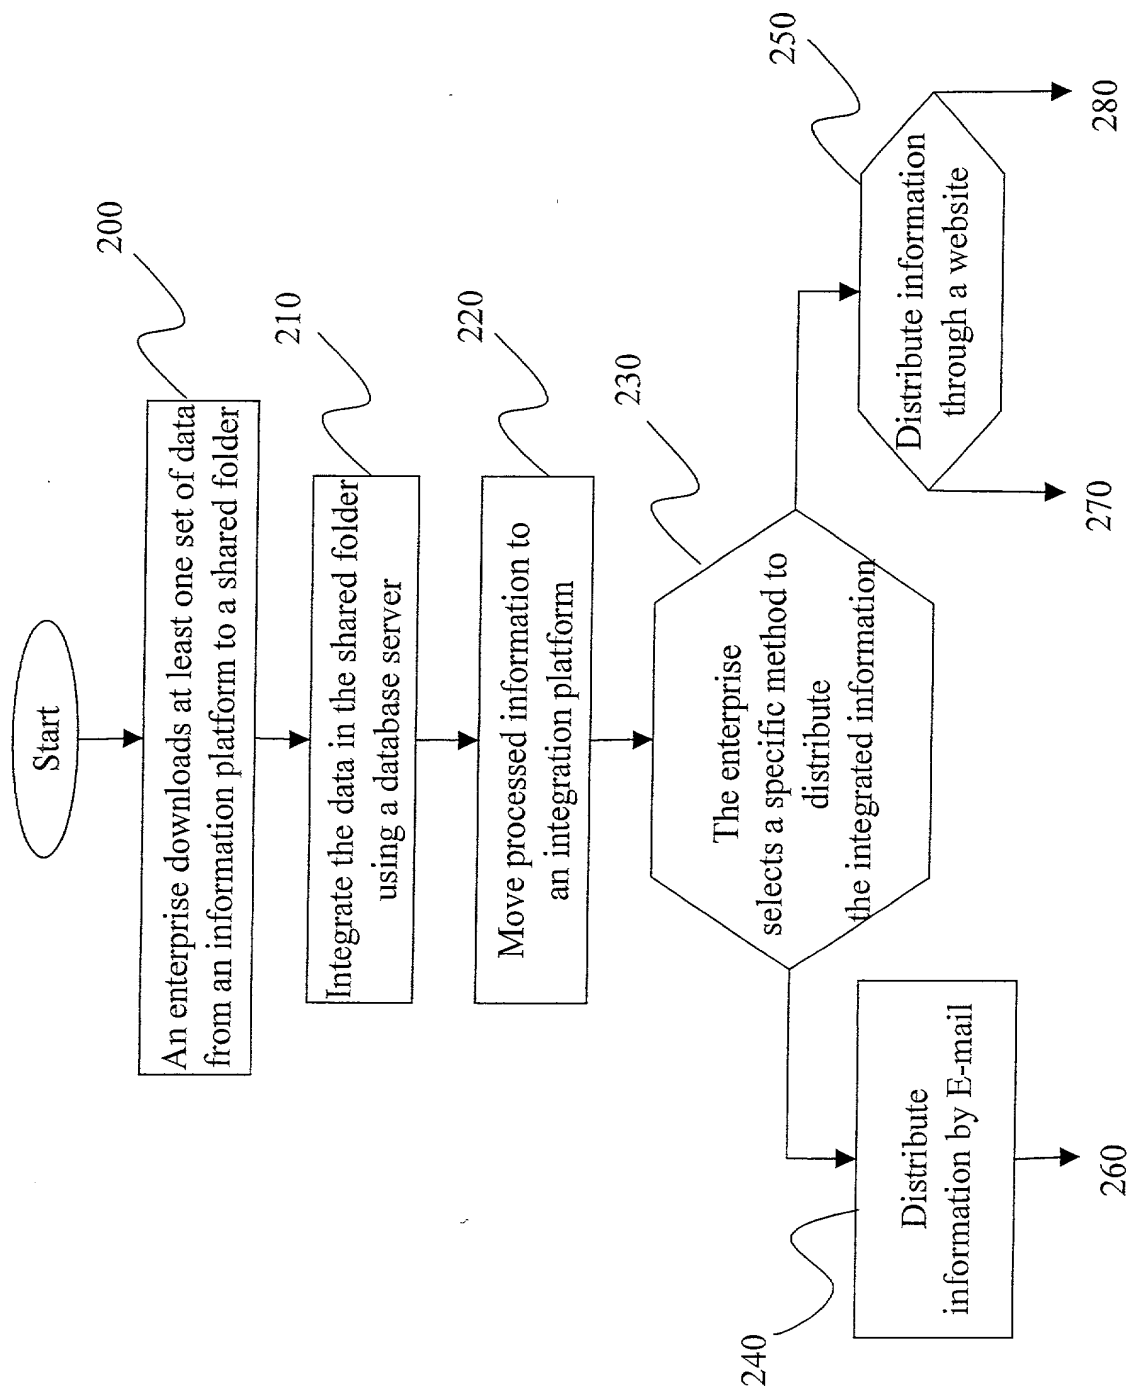 Start
200
An enterprise downloads at least one set of data
from an information platform to a shared folder
210
Integrate the data in the shared folder
using a database server
220
Move processed information to
an integration platform
230
The enterprise
selects a specific method to
distribute
the integrated information
240
Distribute
information by E-mail
250
Distribute information
through a website
260
270
280